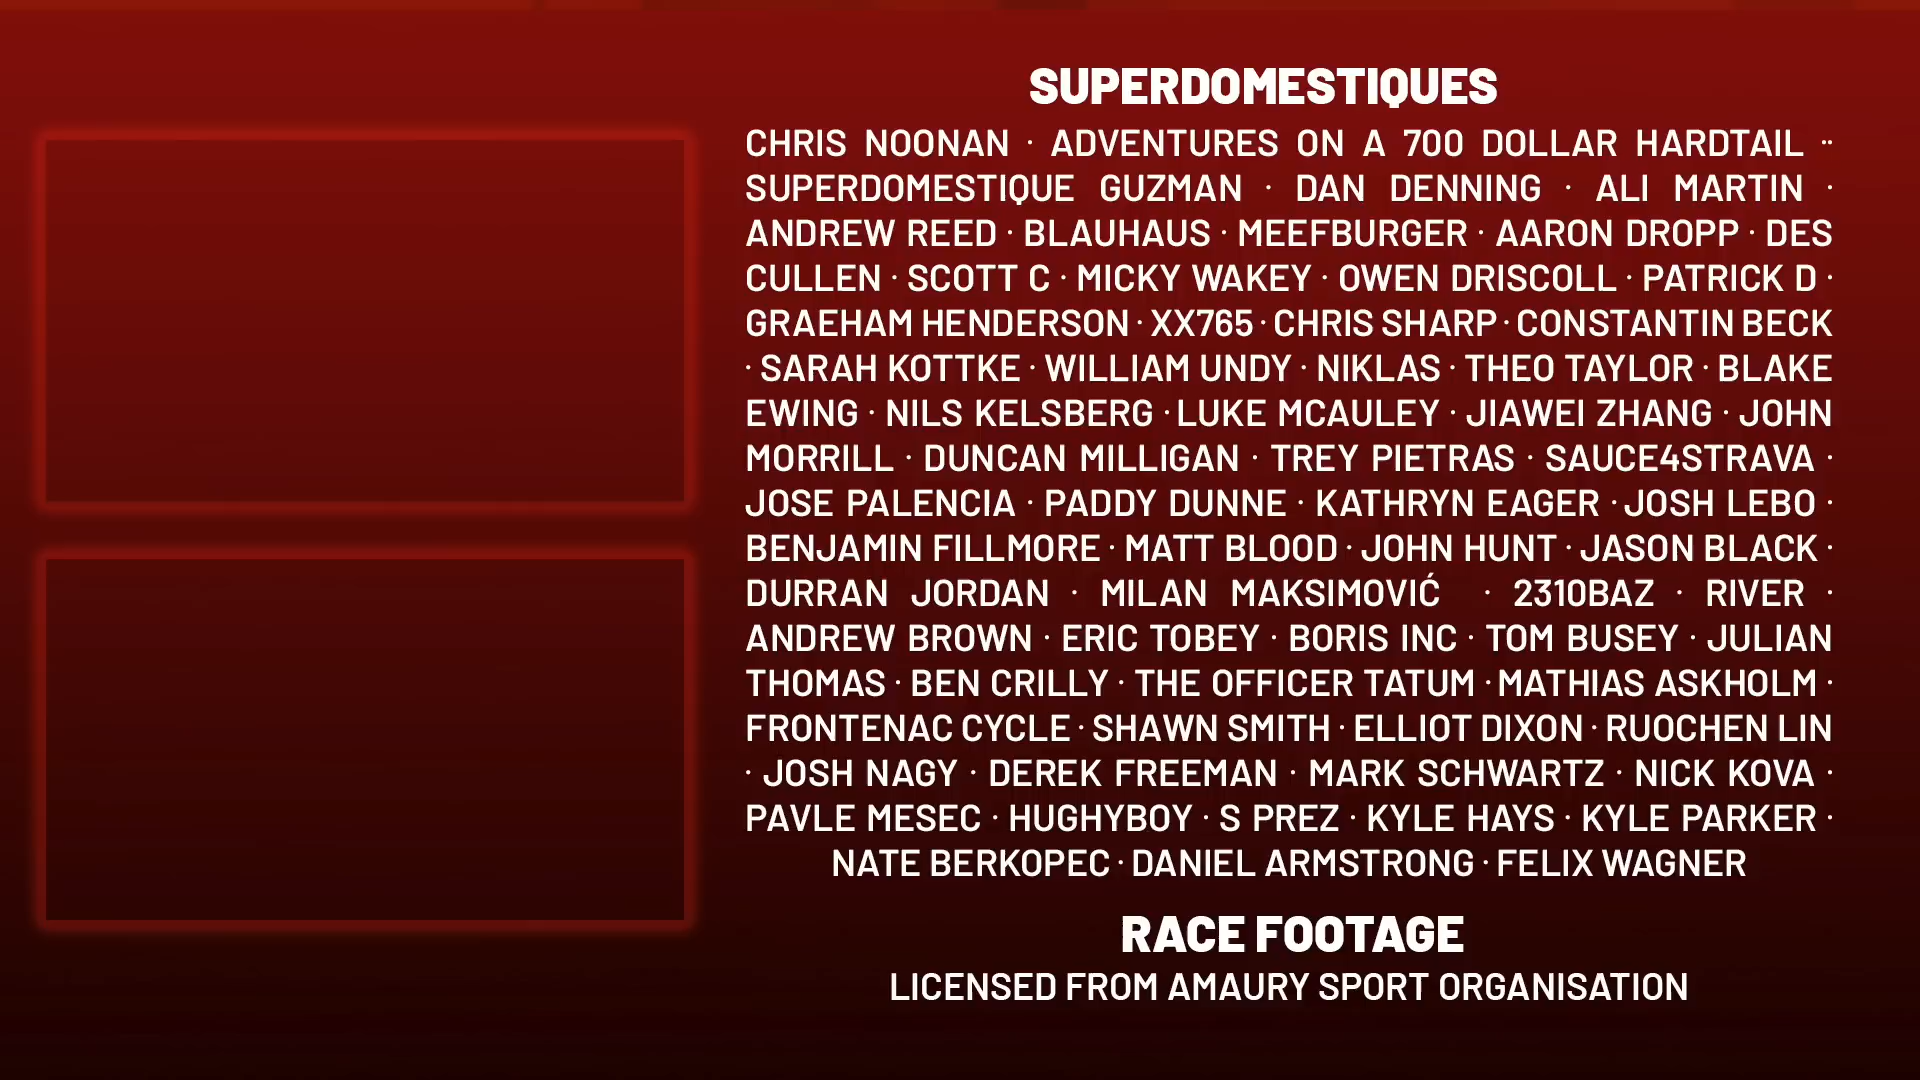 SUPERDOMESTIQUES
CHRIS NOONAN · ADVENTURES ON A 700 DOLLAR HARDTAIL ··
SUPERDOMESTIQUE GUZMAN · DAN DENNING · ALI MARTIN ·
ANDREW REED · BLAUHAUS · MEEFBURGER · AARON DROPP · DES
CULLEN · SCOTT C · MICKY WAKEY · OWEN DRISCOLL · PATRICK D ·
GRAEHAM HENDERSON · XX765 · CHRIS SHARP · CONSTANTIN BECK
· SARAH KOTTKE · WILLIAM UNDY · NIKLAS · THEO TAYLOR · BLAKE
EWING · NILS KELSBERG · LUKE MCAULEY · JIAWEI ZHANG · JOHN
MORRILL · DUNCAN MILLIGAN · TREY PIETRAS · SAUCE4STRAVA ·
JOSE PALENCIA · PADDY DUNNE · KATHRYN EAGER · JOSH LEBO ·
BENJAMIN FILLMORE · MATT BLOOD · JOHN HUNT · JASON BLACK ·
DURRAN JORDAN · MILAN MAKSIMOVIĆ · 2310BAZ · RIVER ·
ANDREW BROWN · ERIC TOBEY · BORIS INC · TOM BUSEY · JULIAN
THOMAS · BEN CRILLY · THE OFFICER TATUM · MATHIAS ASKHOLM ·
FRONTENAC CYCLE · SHAWN SMITH · ELLIOT DIXON · RUOCHEN LIN
· JOSH NAGY · DEREK FREEMAN · MARK SCHWARTZ · NICK KOVA ·
PAVLE MESEC · HUGHYBOY · S PREZ · KYLE HAYS · KYLE PARKER ·
NATE BERKOPEC · DANIEL ARMSTRONG · FELIX WAGNER
RACE FOOTAGE
LICENSED FROM AMAURY SPORT ORGANISATION